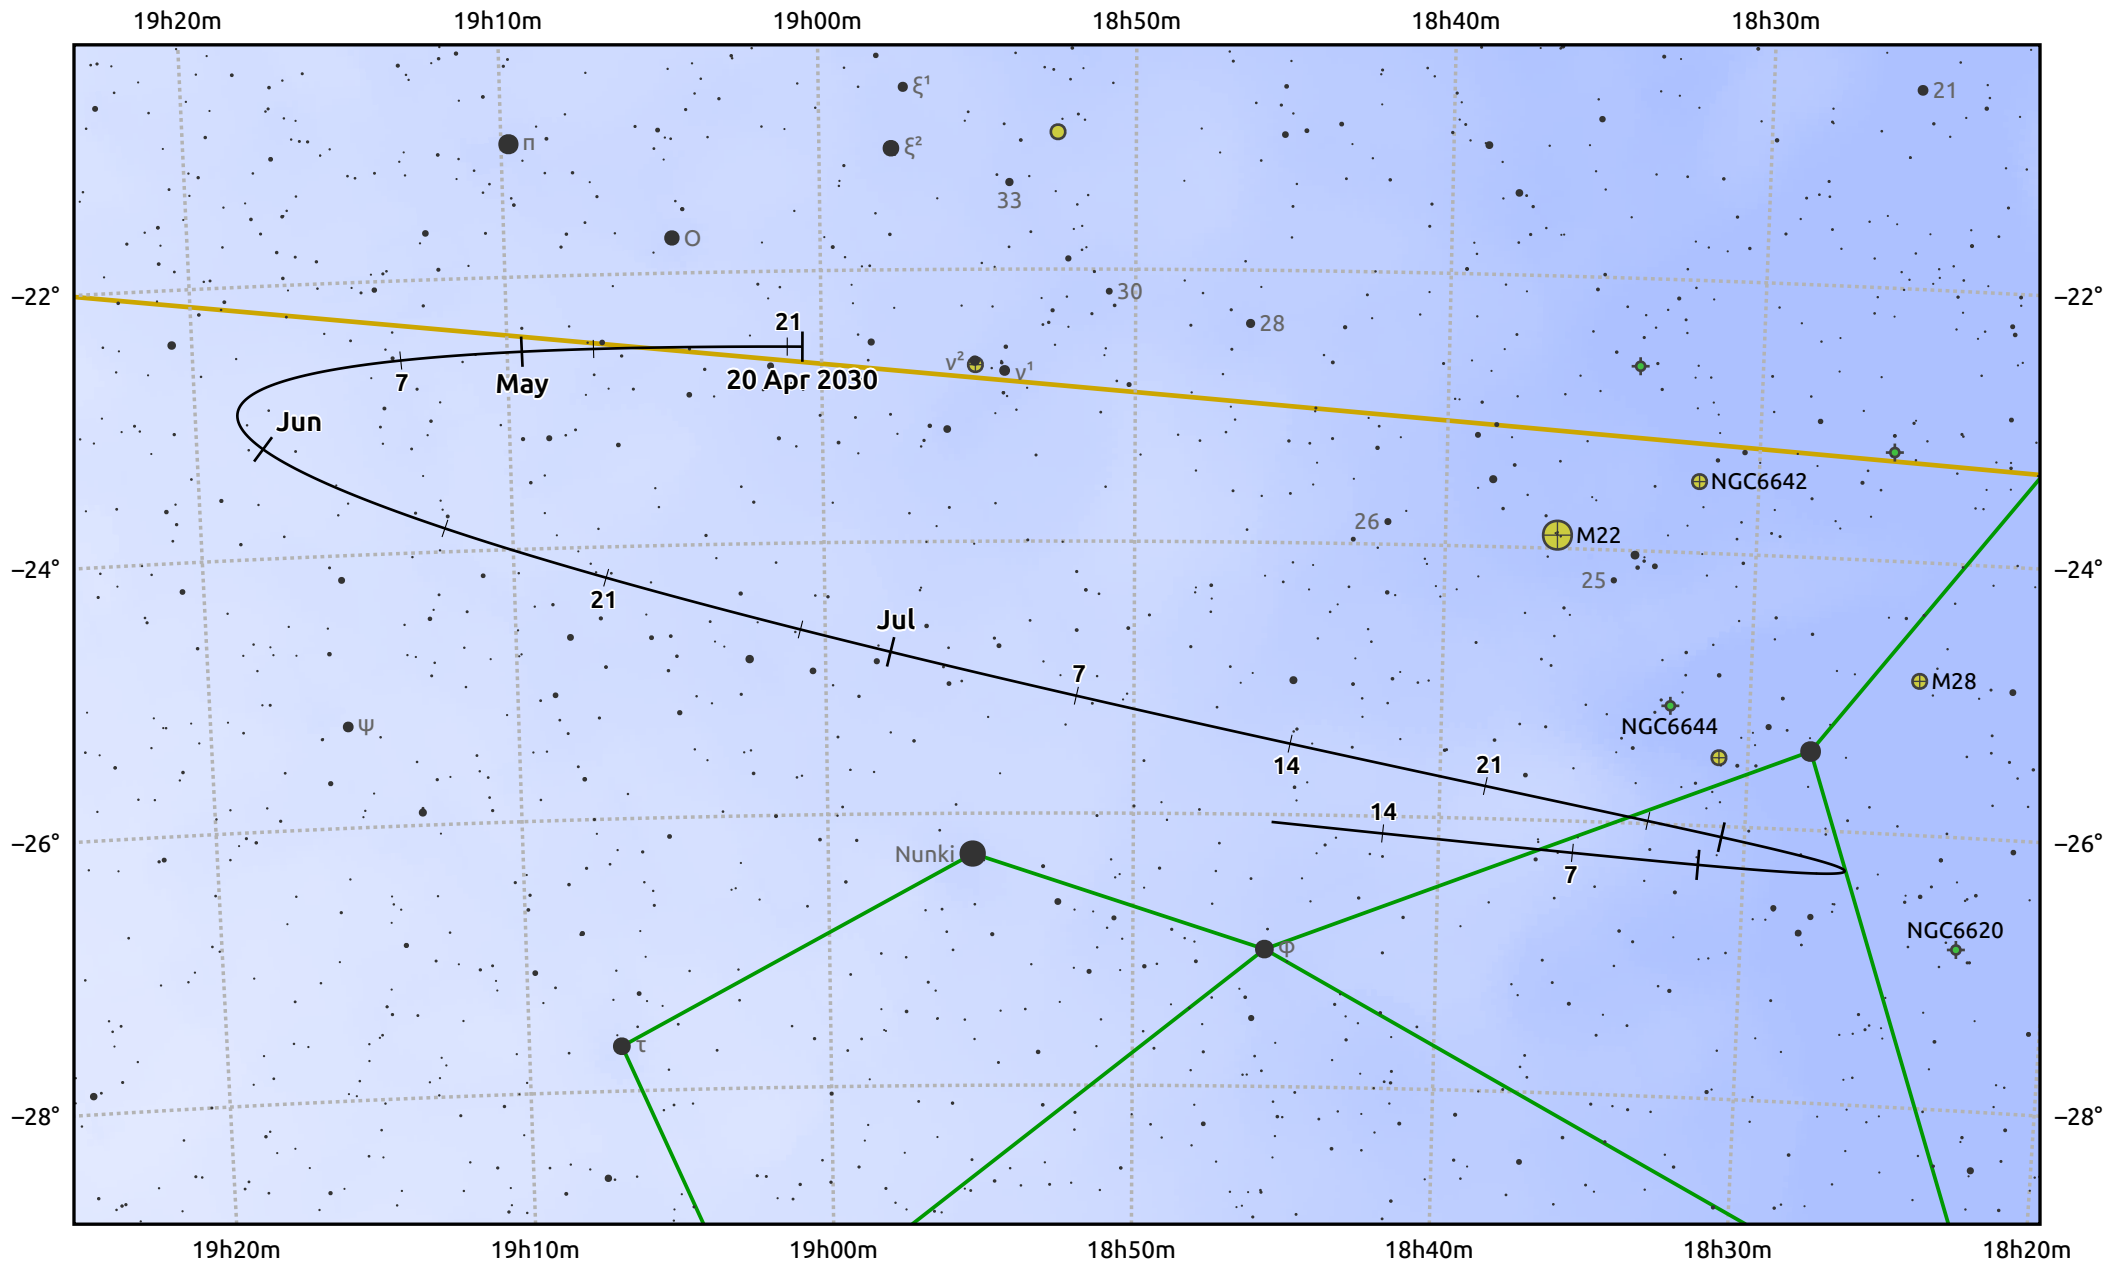 19h20m 19h10m 19h00m 18h50m 18h40m 18h30m
ξ¹
21
π
ξ²
33
ο
−22° −22°
30
21
28
ν² ν¹
7 May 20 Apr 2030
Jun
NGC6642
26
M22
−24° −24°
25
21
Jul
7
M28
ψ
NGC6644
14
21
14
−26° −26°
Nunki
7
NGC6620
φ
τ
−28° −28°
19h20m 19h10m 19h00m 18h50m 18h40m 18h30m 18h20m